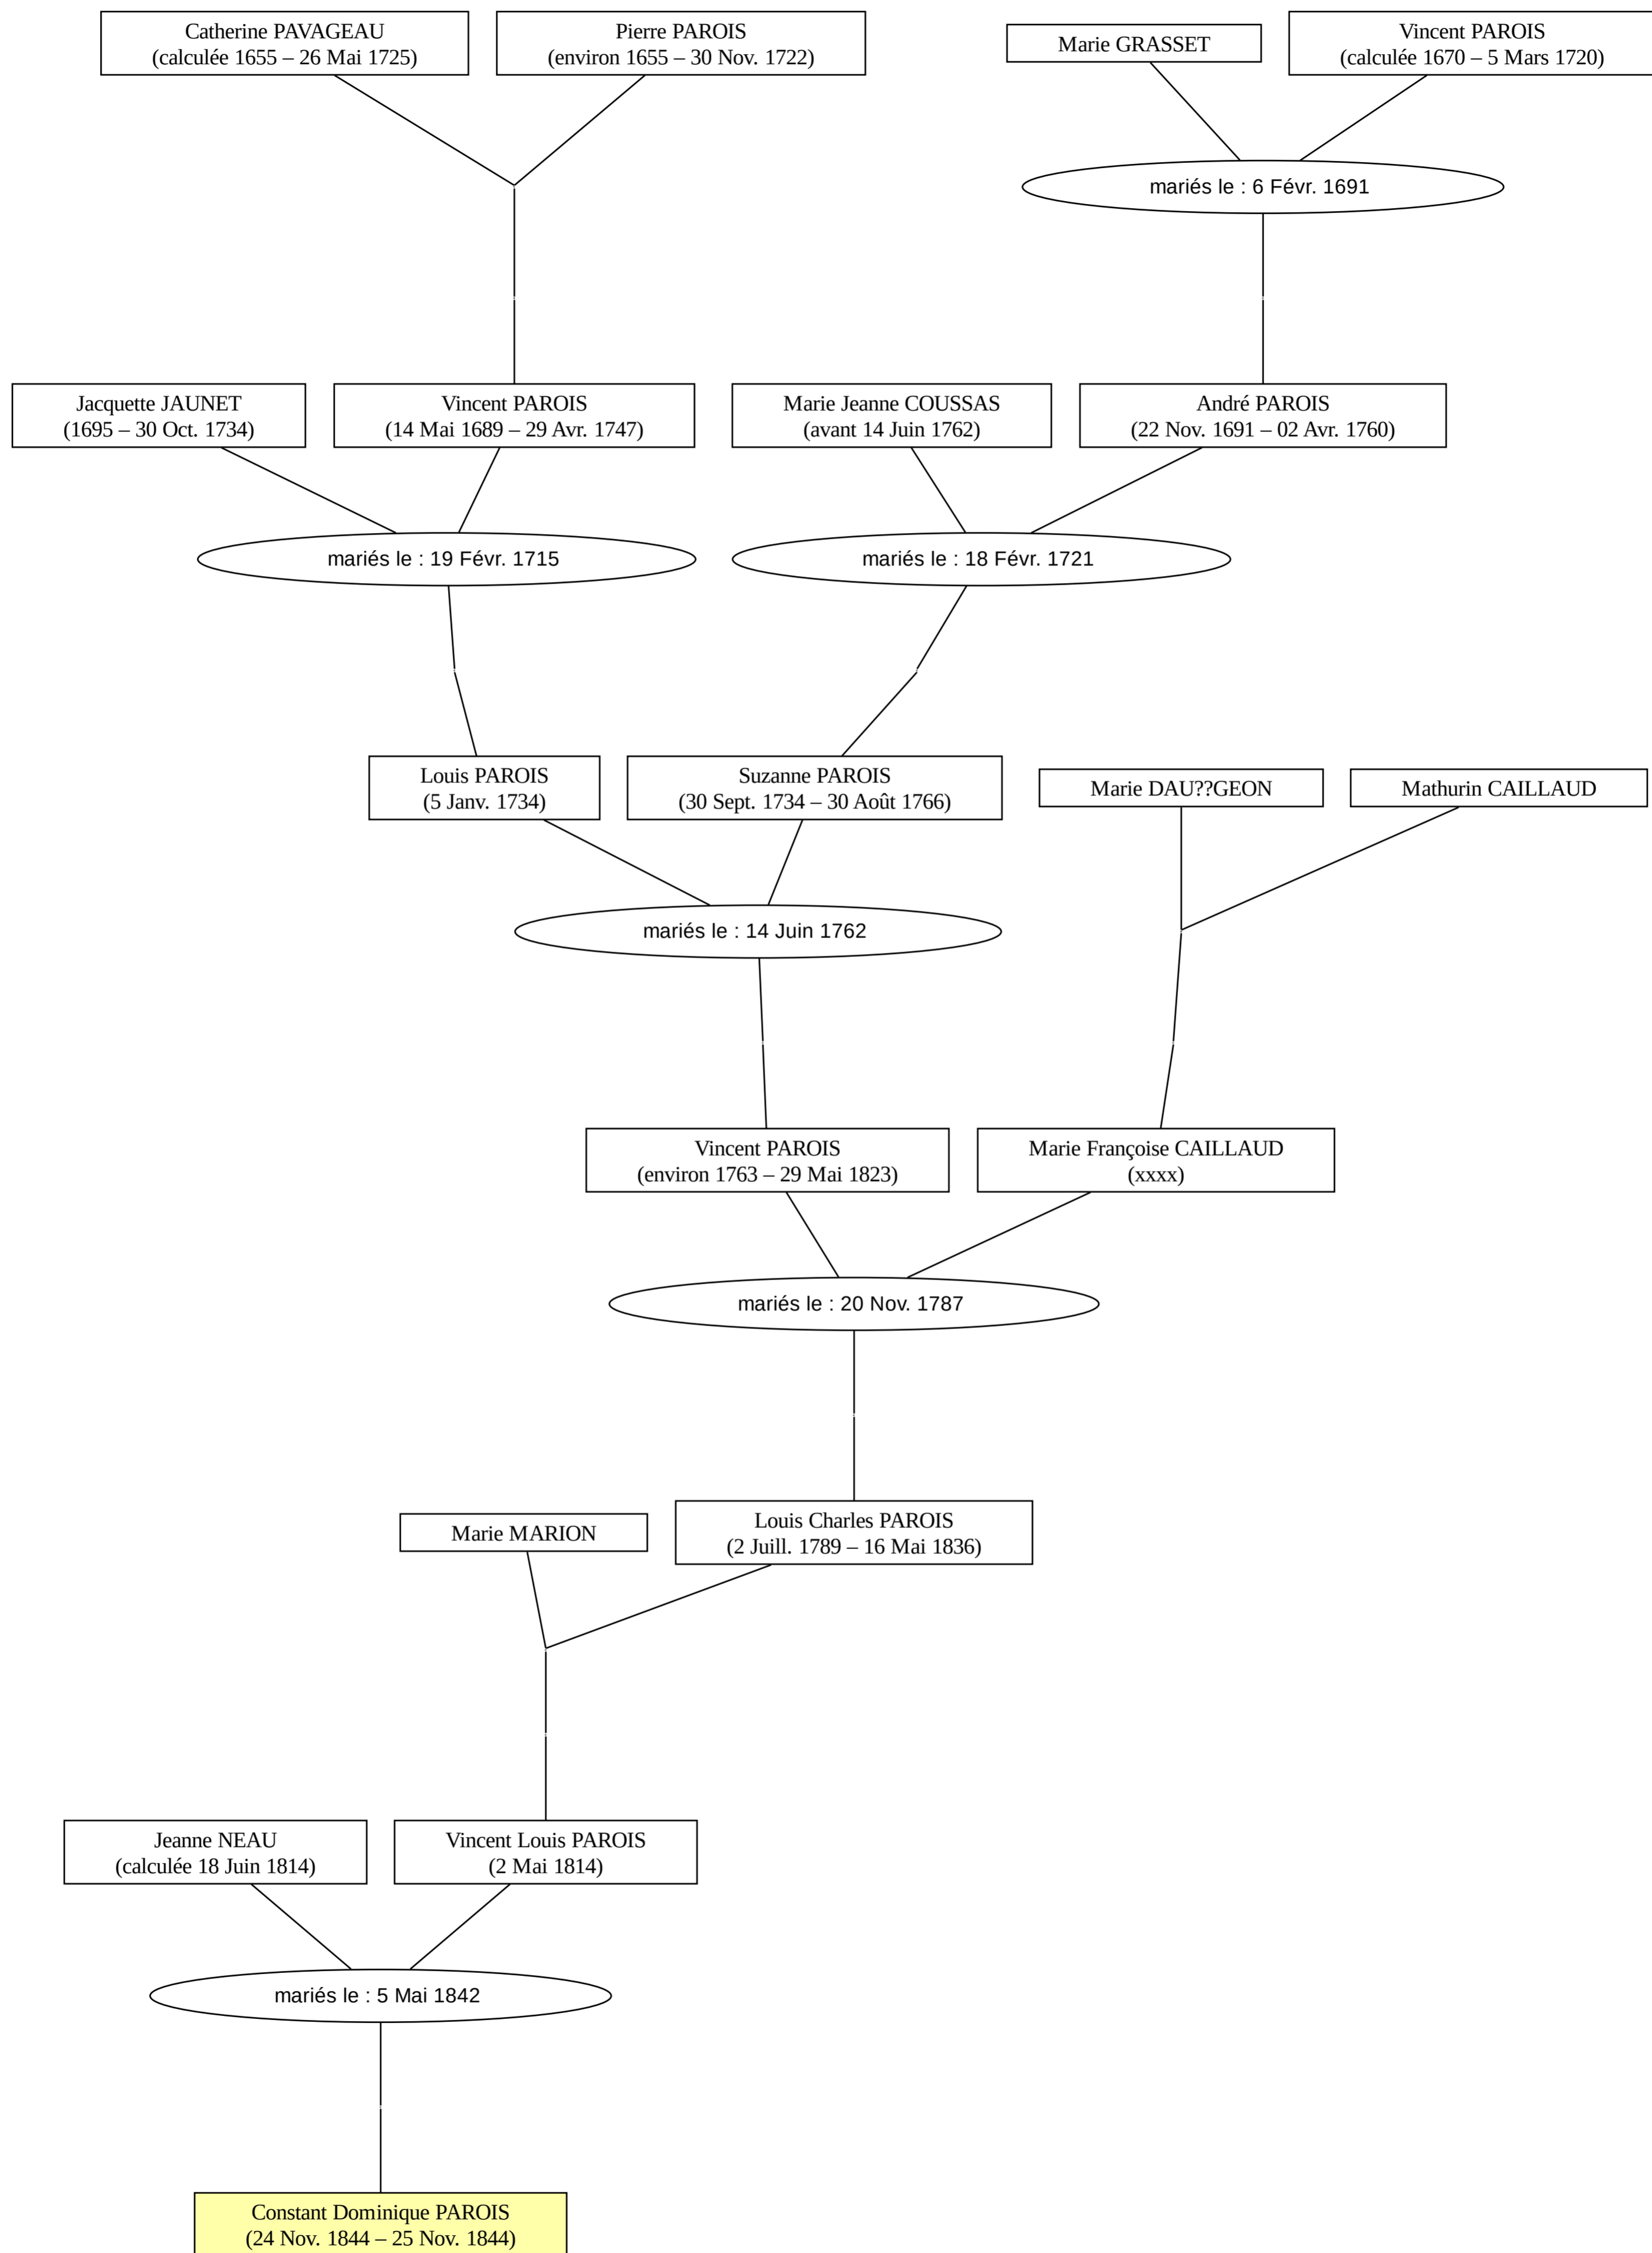 Catherine PAVAGEAU
(calculée 1655 – 26 Mai 1725)
Pierre PAROIS
(environ 1655 – 30 Nov. 1722)
Marie GRASSET
Vincent PAROIS
(calculée 1670 – 5 Mars 1720)
mariés le : 6 Févr. 1691
Jacquette JAUNET
(1695 – 30 Oct. 1734)
Vincent PAROIS
(14 Mai 1689 – 29 Avr. 1747)
Marie Jeanne COUSSAS
(avant 14 Juin 1762)
André PAROIS
(22 Nov. 1691 – 02 Avr. 1760)
mariés le : 19 Févr. 1715
mariés le : 18 Févr. 1721
Louis PAROIS
(5 Janv. 1734)
Suzanne PAROIS
(30 Sept. 1734 – 30 Août 1766)
Marie DAU??GEON
Mathurin CAILLAUD
mariés le : 14 Juin 1762
Vincent PAROIS
(environ 1763 – 29 Mai 1823)
Marie Françoise CAILLAUD
(xxxx)
mariés le : 20 Nov. 1787
Marie MARION
Louis Charles PAROIS
(2 Juill. 1789 – 16 Mai 1836)
Jeanne NEAU
(calculée 18 Juin 1814)
Vincent Louis PAROIS
(2 Mai 1814)
mariés le : 5 Mai 1842
Constant Dominique PAROIS
(24 Nov. 1844 – 25 Nov. 1844)